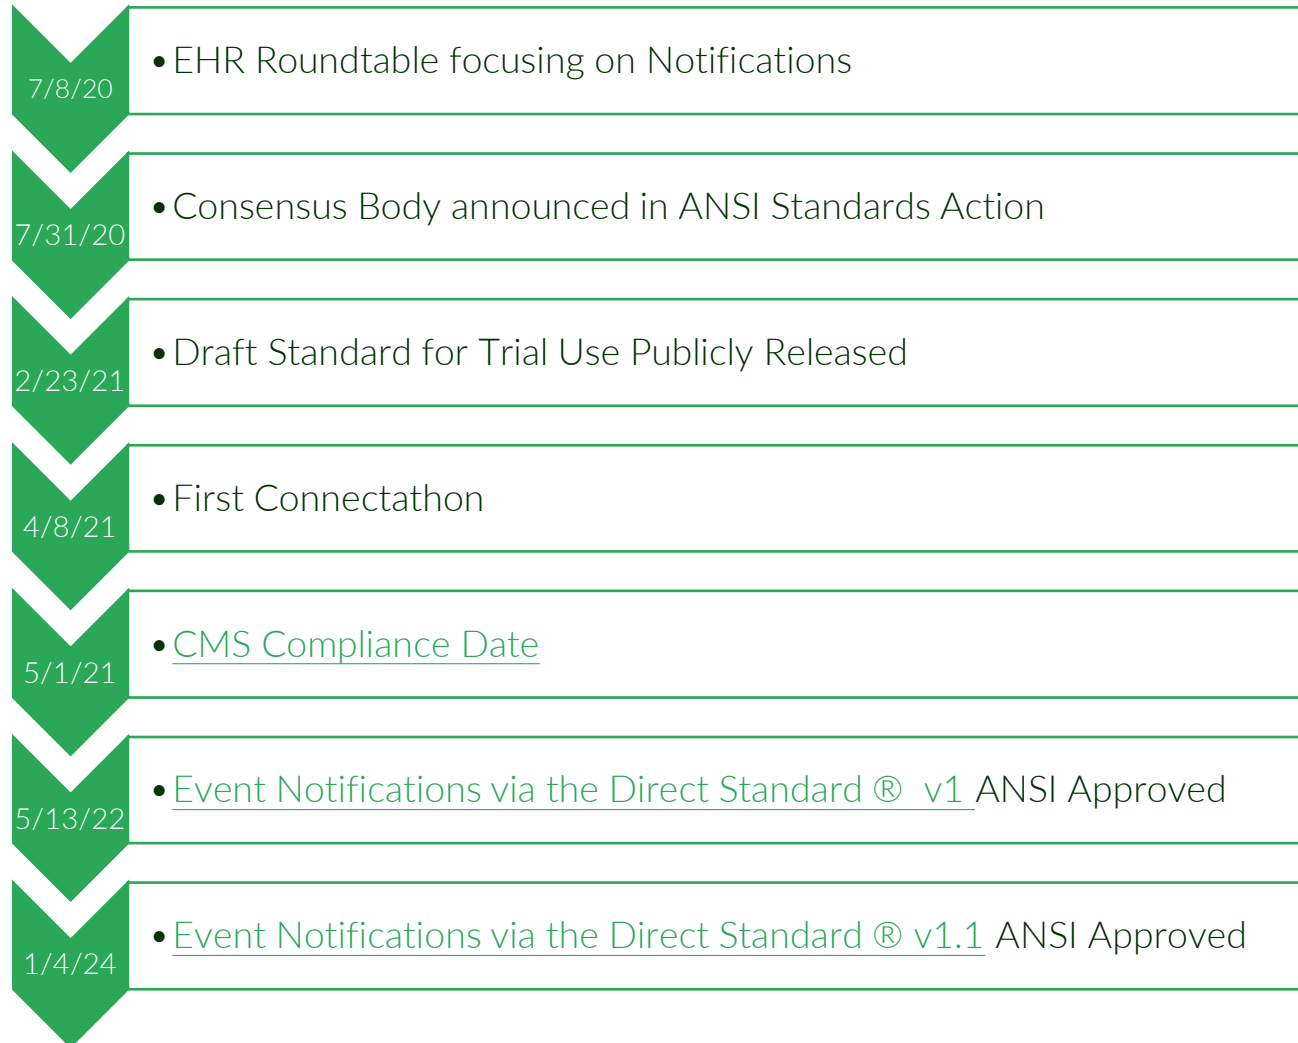 7/8/20
•EHR Roundtable focusing on Notifications
7/31/20
•Consensus Body announced in ANSI Standards Action
2/23/21
•Draft Standard for Trial Use Publicly Released
4/8/21
•First Connectathon
5/1/21
•CMS Compliance Date
5/13/22
•Event Notifications via the Direct Standard ®  v1 ANSI Approved
1/4/24
•Event Notifications via the Direct Standard ® v1.1 ANSI Approved